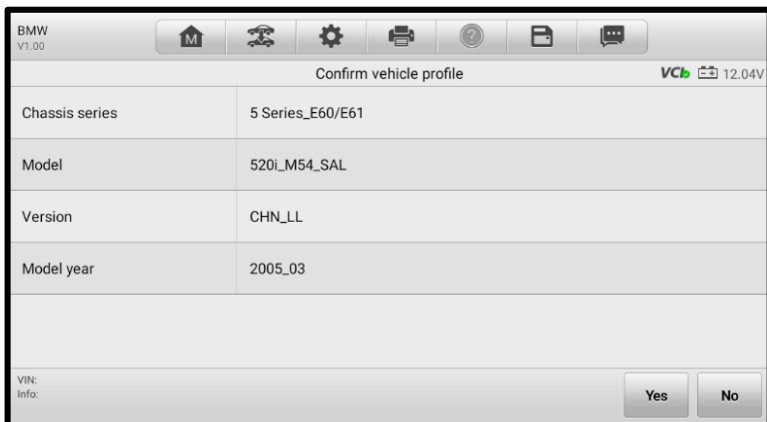 BMW
V1.00
M
?
Confirm vehicle profile
VCI 12.04V
Chassis series 5 Series_E60/E61
Model 520i_M54_SAL
Version CHN_LL
Model year 2005_03
VIN:
Info:
Yes No